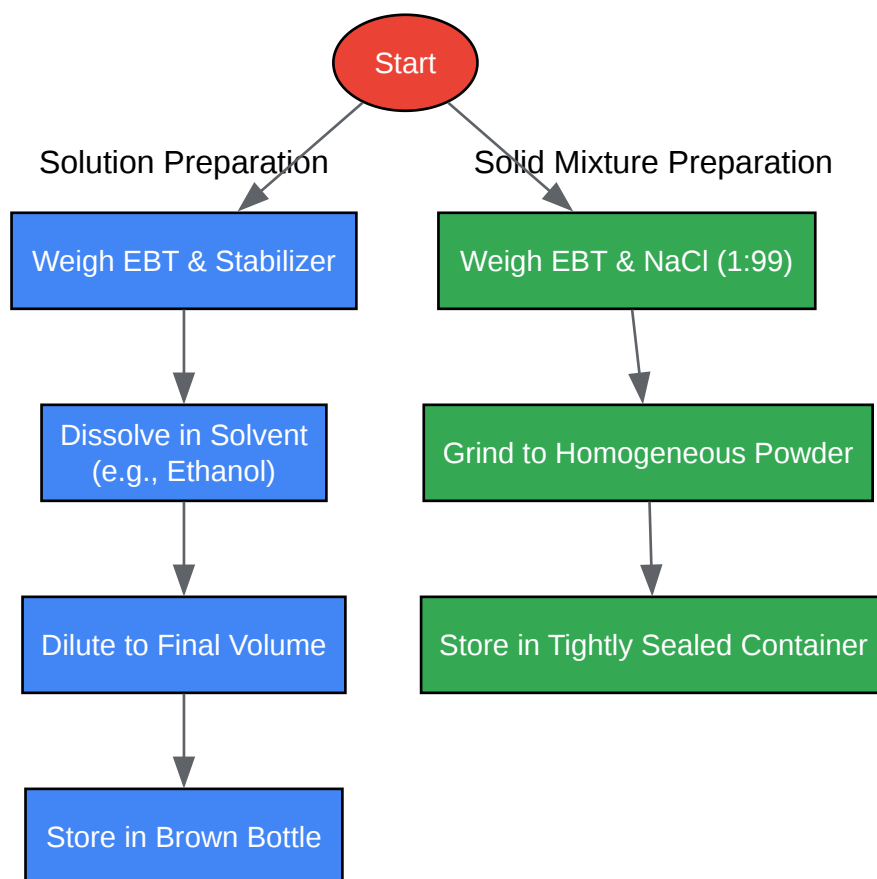 Start
Solution Preparation
Solid Mixture Preparation
Weigh EBT & Stabilizer
Weigh EBT & NaCl (1:99)
Dissolve in Solvent
(e.g., Ethanol)
Grind to Homogeneous Powder
Dilute to Final Volume
Store in Tightly Sealed Container
Store in Brown Bottle